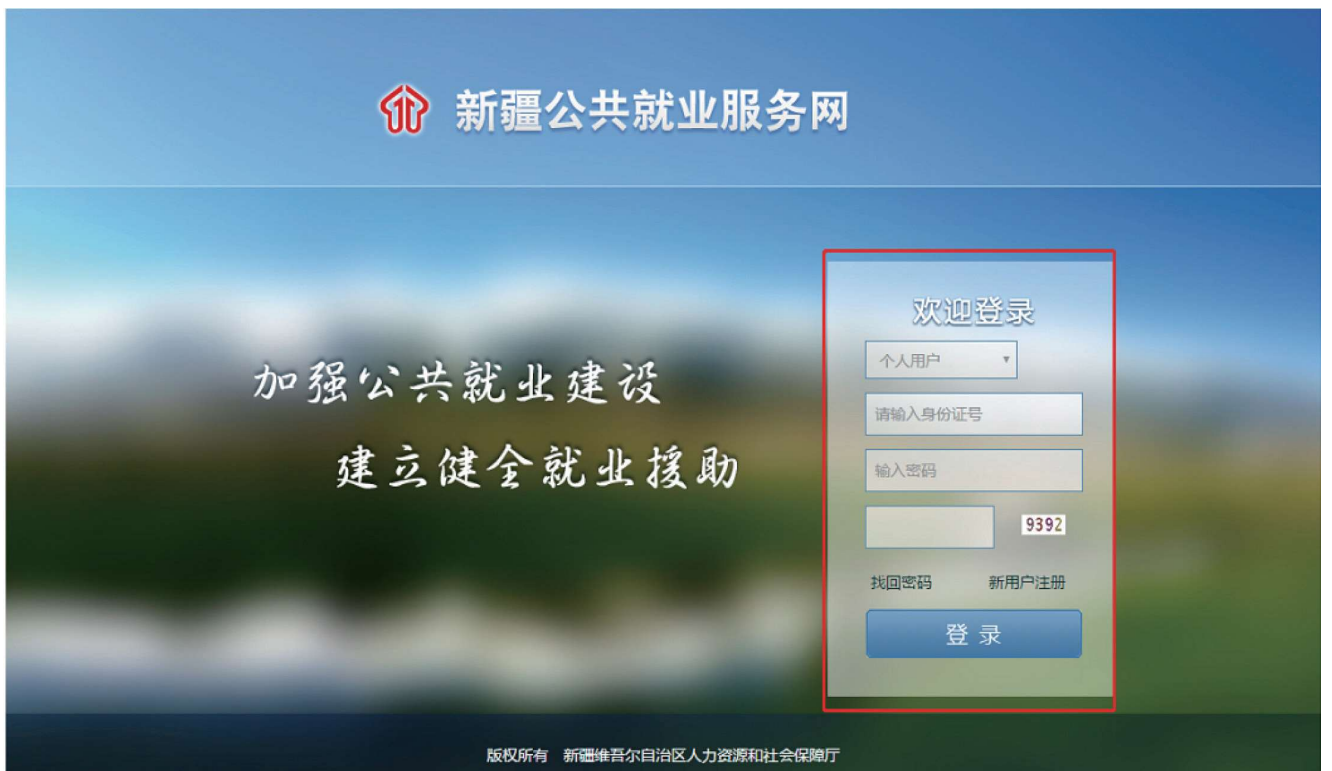 新疆公共就业服务网
加强公共就业建设
建立健全就业援助
欢迎登录
个人用户
请输入身份证号
输入密码
9392
找回密码 新用户注册
登 录
版权所有 新疆维吾尔自治区人力资源和社会保障厅